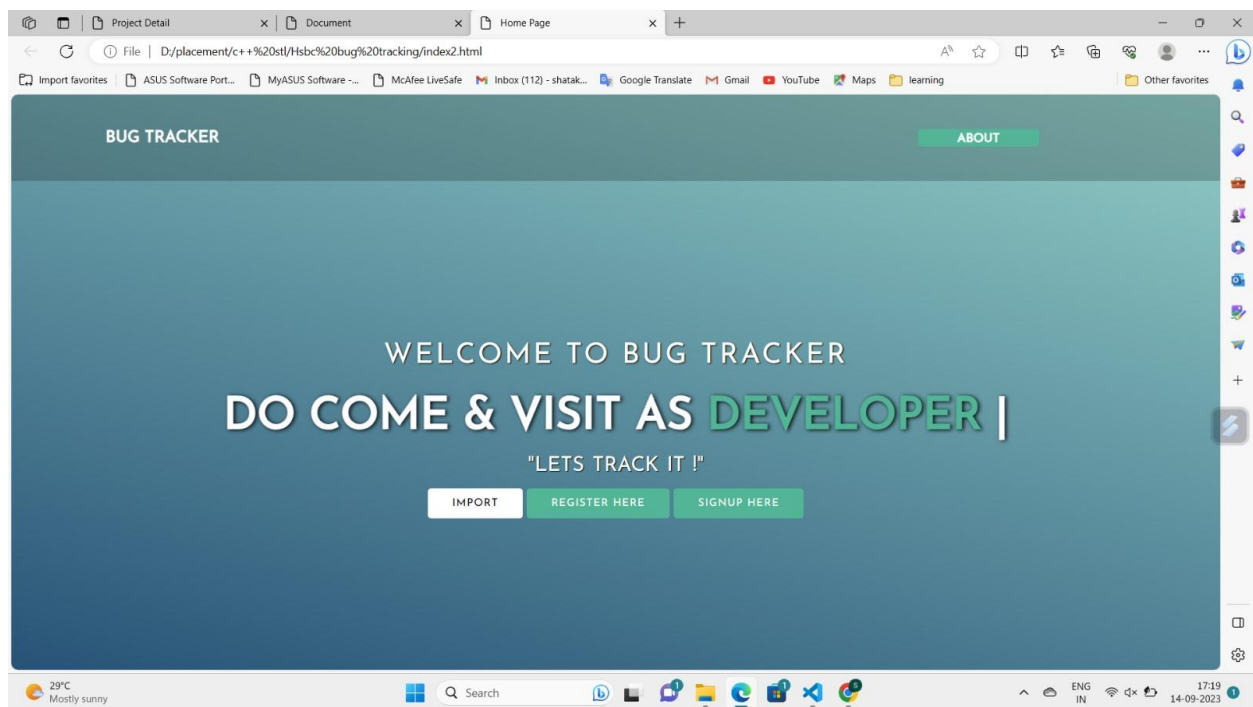 Project Detail
Document
Home Page
File | D:/placement/c++%20stl/Hsbc%20bug%20tracking/index2.html
Import favorites
ASUS Software Port...
MyASUS Software -...
McAfee LiveSafe
Inbox (112) - shatak...
Google Translate
Gmail
YouTube
Maps
learning
Other favorites
BUG TRACKER
ABOUT
WELCOME TO BUG TRACKER
DO COME & VISIT AS DEVELOPER |
"LETS TRACK IT !"
IMPORT
REGISTER HERE
SIGNUP HERE
29°C
Mostly sunny
Search
ENG
IN
17:19
14-09-2023